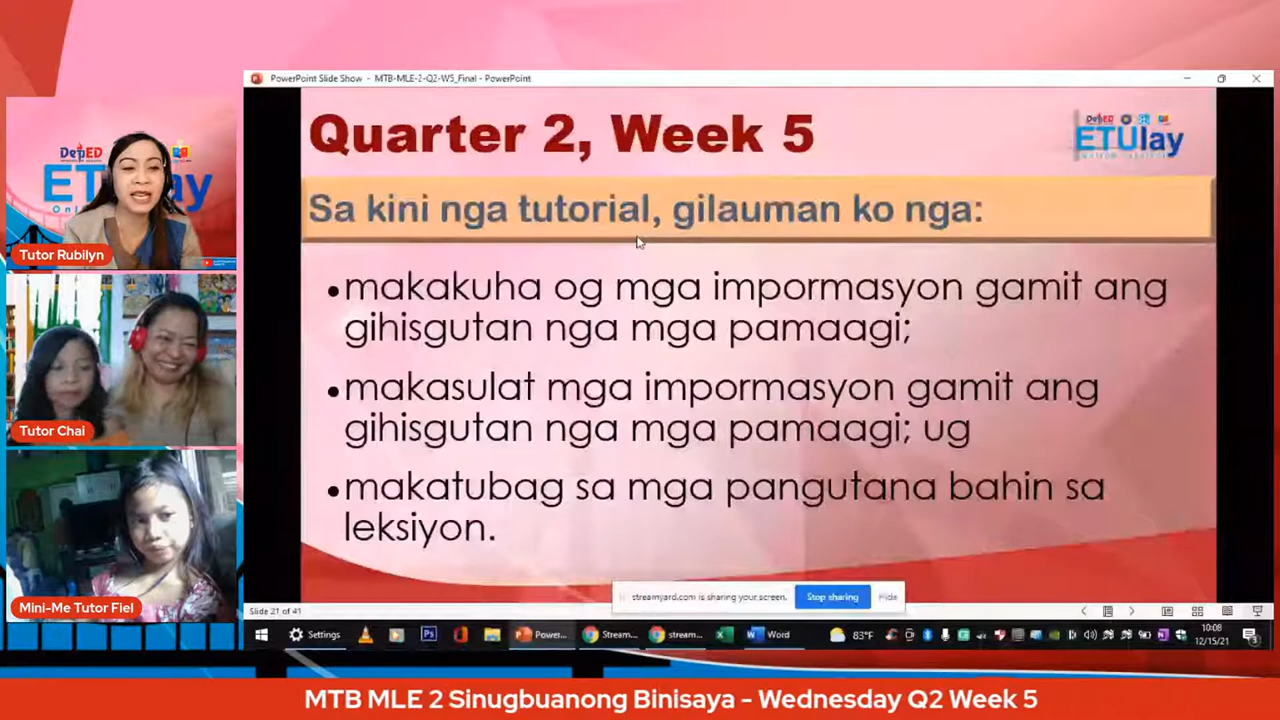 PowerPoint Slide Show - MTB-MLE-2-Q2-W5_Final - PowerPoint
Quarter 2, Week 5
DepED
ETUlay
Sa kini nga tutorial, gilauman ko nga:
•makakuha og mga impormasyon gamit ang
gihisgutan nga mga pamaagi;
•makasulat mga impormasyon gamit ang
gihisgutan nga mga pamaagi; ug
•makatubag sa mga pangutana bahin sa
leksiyon.
DepED
Tutor Rubilyn
Tutor Chai
Mini-Me Tutor Fiel
streamyard.com is sharing your screen.
Stop sharing
Hide
Slide 21 of 41
Settings
Power...
Stream...
stream...
Word
83°F
10:08
12/15/21
MTB MLE 2 Sinugbuanong Binisaya - Wednesday Q2 Week 5